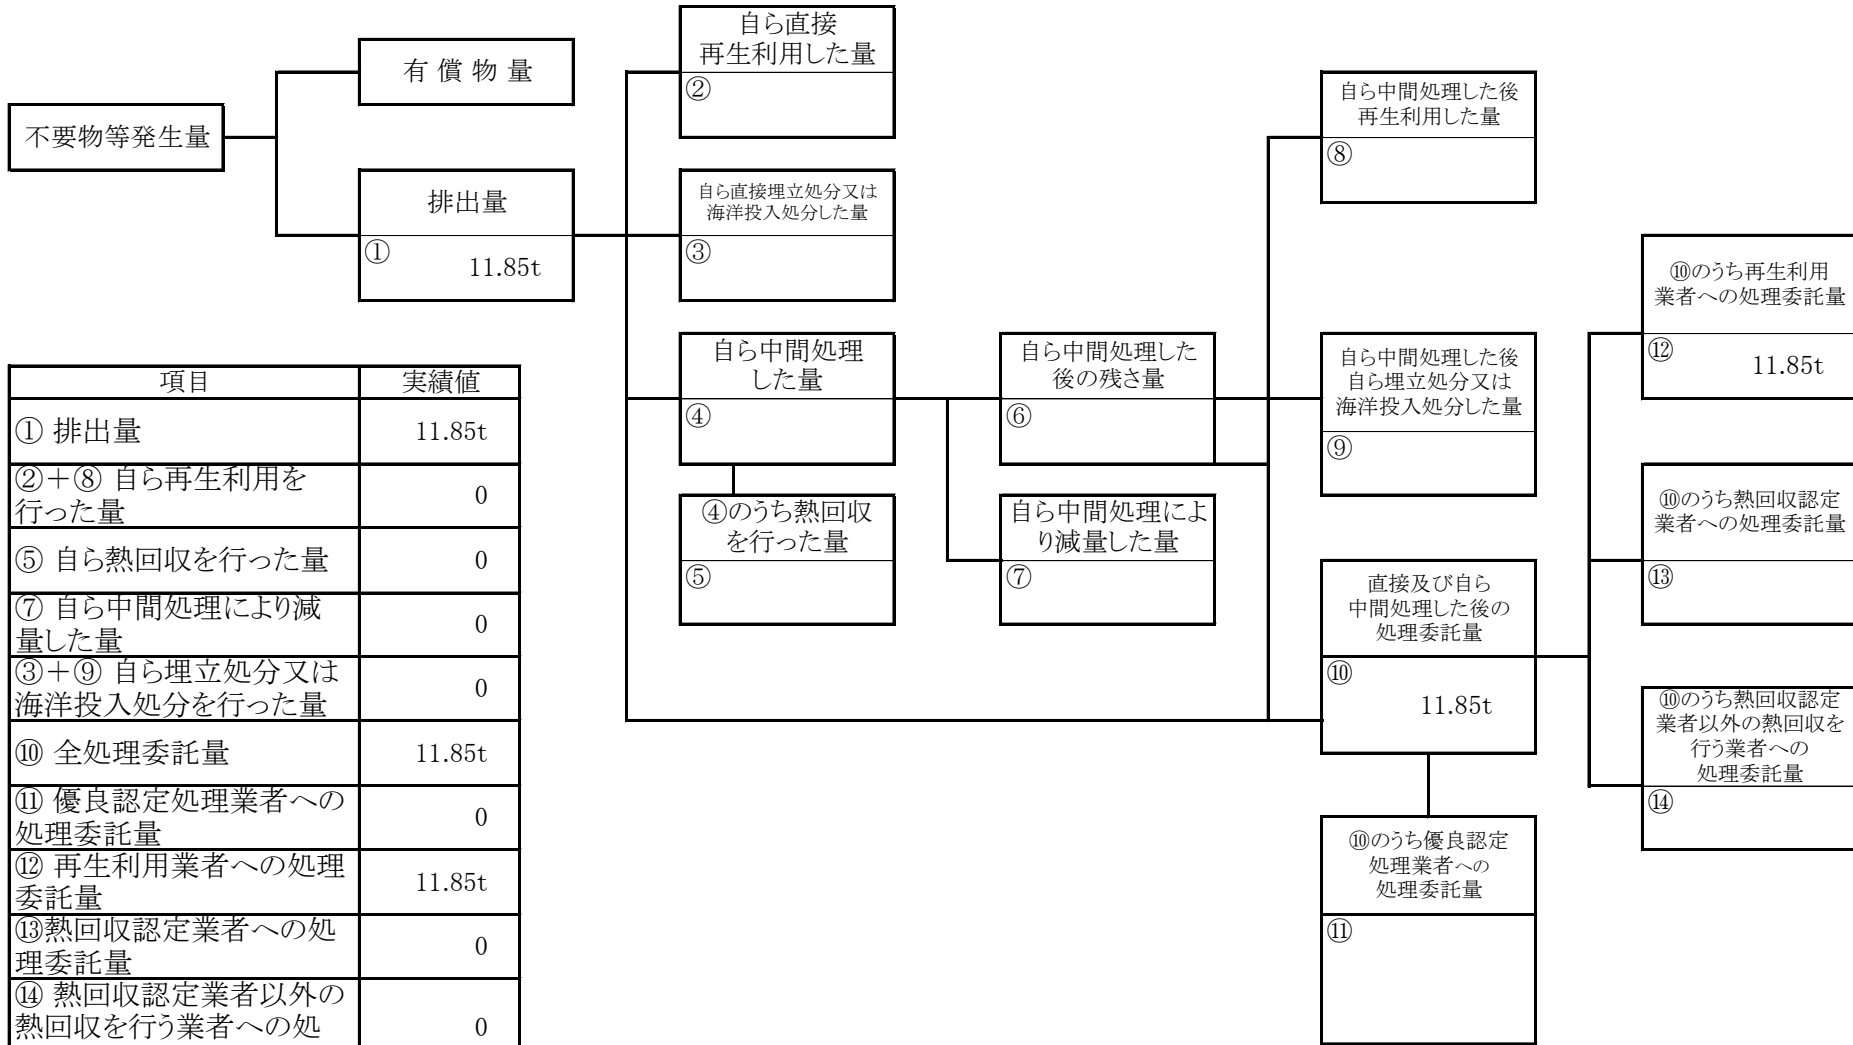 不要物等発生量
有 償 物 量
排出量
①
11.85t
自ら直接
再生利用した量
②
自ら直接埋立処分又は
海洋投入処分した量
③
自ら中間処理
した量
④
④のうち熱回収
を行った量
⑤
自ら中間処理した
後の残さ量
⑥
自ら中間処理によ
り減量した量
⑦
自ら中間処理した後
再生利用した量
⑧
自ら中間処理した後
自ら埋立処分又は
海洋投入処分した量
⑨
直接及び自ら
中間処理した後の
処理委託量
⑩
11.85t
⑩のうち優良認定
処理業者への
処理委託量
⑪
⑩のうち再生利用
業者への処理委託量
⑫
11.85t
⑩のうち熱回収認定
業者への処理委託量
⑬
⑩のうち熱回収認定
業者以外の熱回収を
行う業者への
処理委託量
⑭
項目 実績値
① 排出量 11.85t
②+⑧ 自ら再生利用を
行った量
0
⑤ 自ら熱回収を行った量 0
⑦ 自ら中間処理により減
量した量
0
③+⑨ 自ら埋立処分又は
海洋投入処分を行った量
0
⑩ 全処理委託量 11.85t
⑪ 優良認定処理業者への
処理委託量
0
⑫ 再生利用業者への処理
委託量
11.85t
⑬熱回収認定業者への処
理委託量
0
⑭ 熱回収認定業者以外の
熱回収を行う業者への処
0